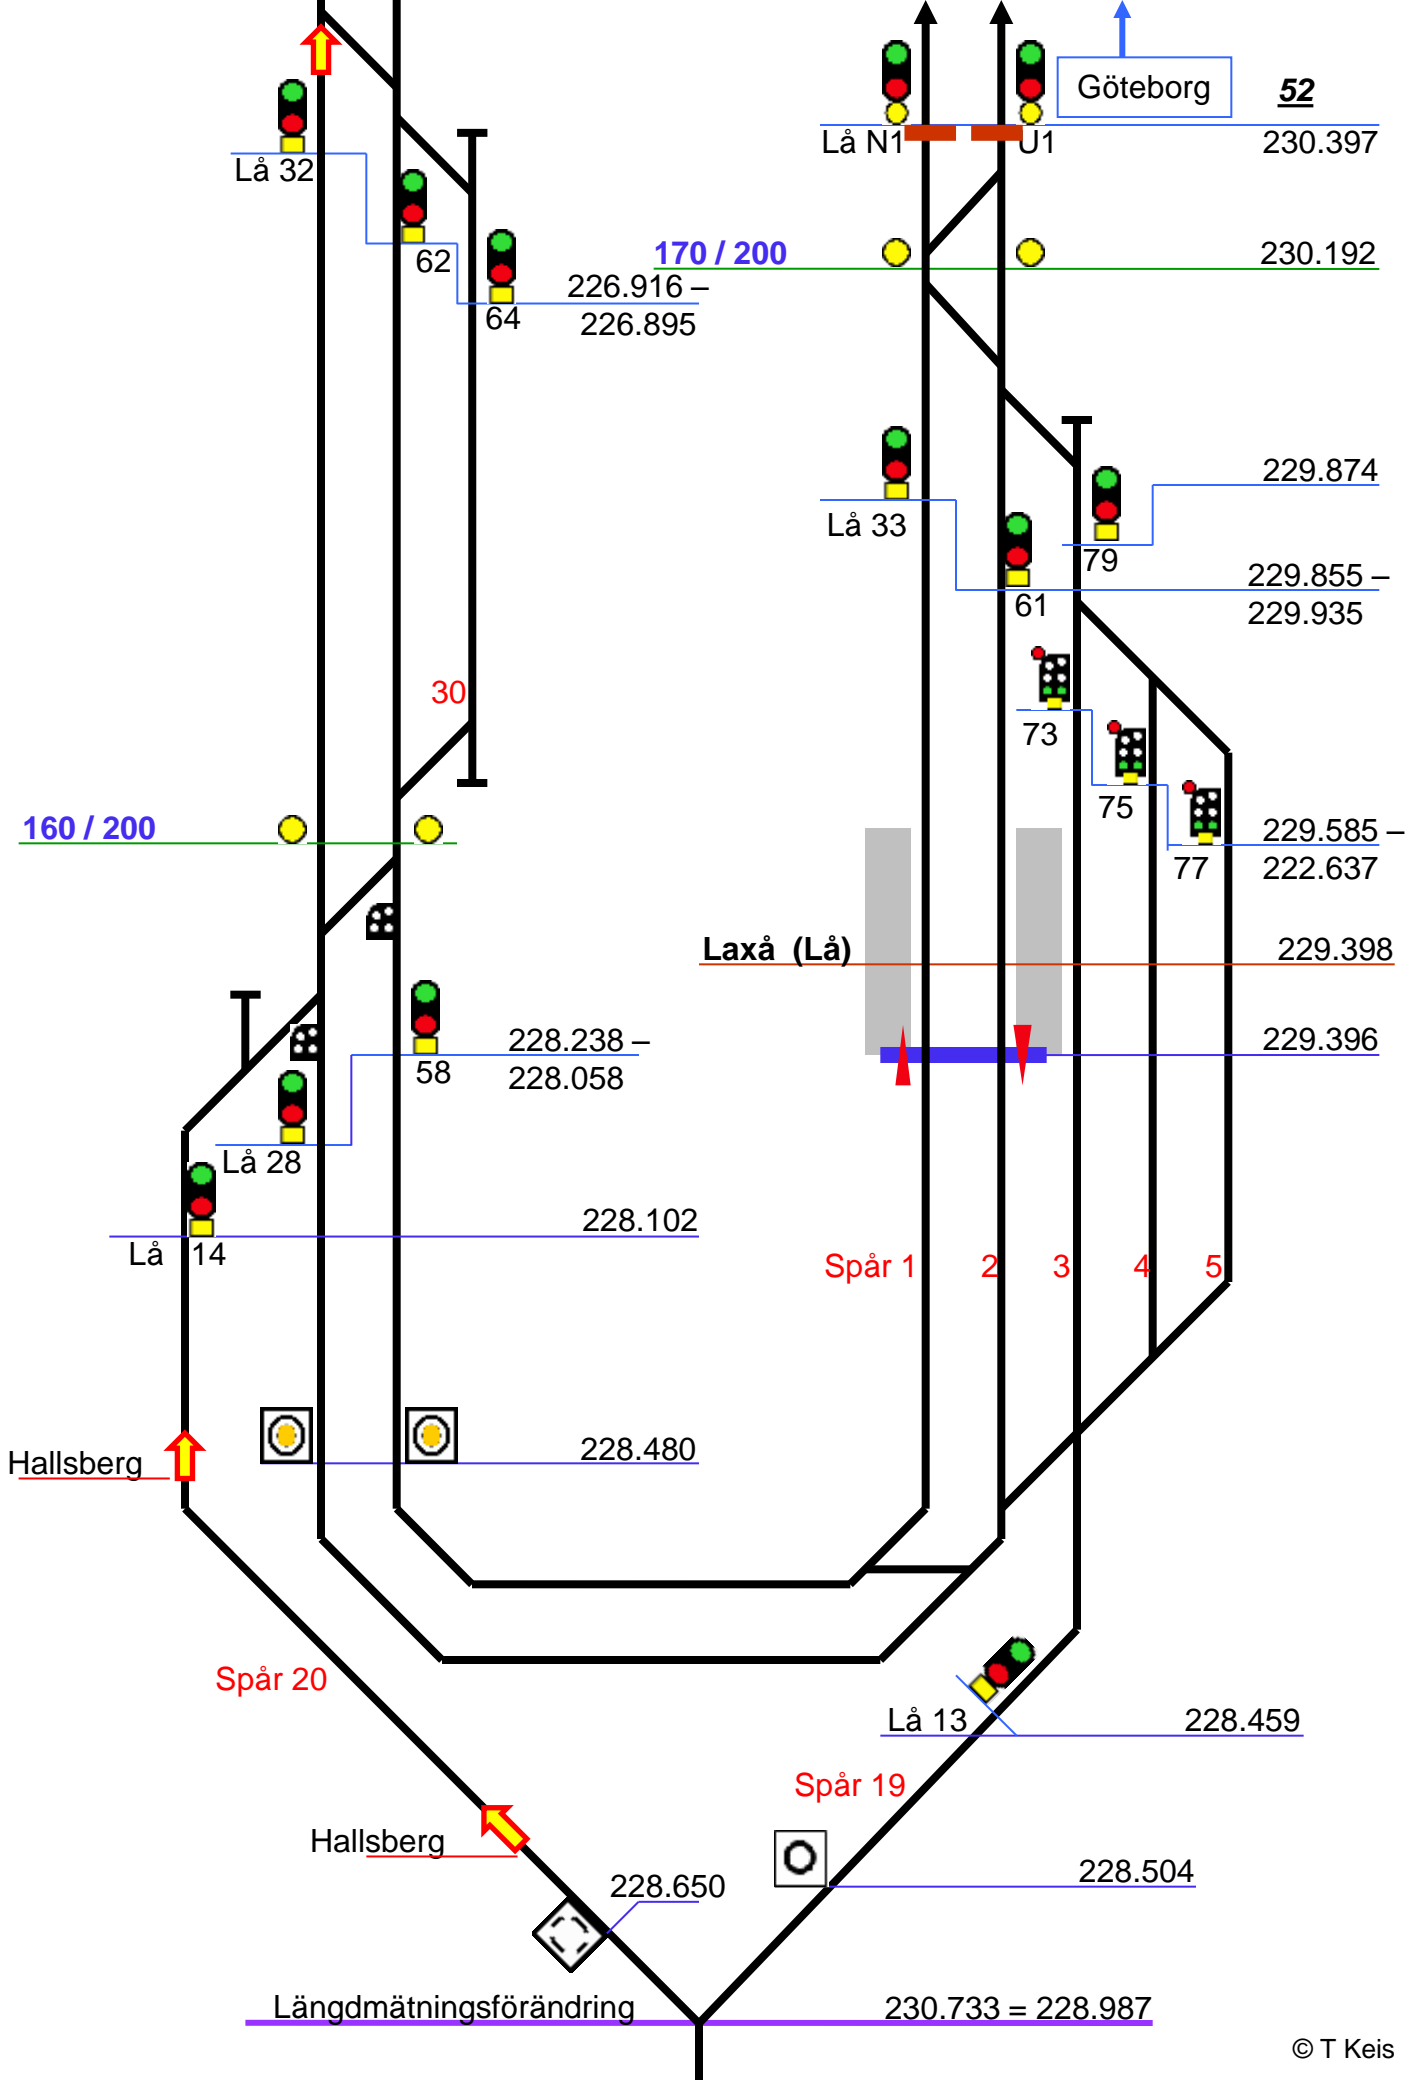 Göteborg
52
Lå N1
U1
230.397
Lå 32
62
64
226.916 –
226.895
170 / 200
230.192
229.874
Lå 33
79
61
229.855 –
229.935
30
73
75
77
160 / 200
229.585 –
222.637
Laxå (Lå)
229.398
229.396
58
228.238 –
228.058
Lå 28
228.102
Lå 14
Spår 1
2
3
4
5
Hallsberg
228.480
Spår 20
Lå 13
228.459
Spår 19
Hallsberg
228.650
228.504
Längdmätningsförändring
230.733 = 228.987
© T Keis